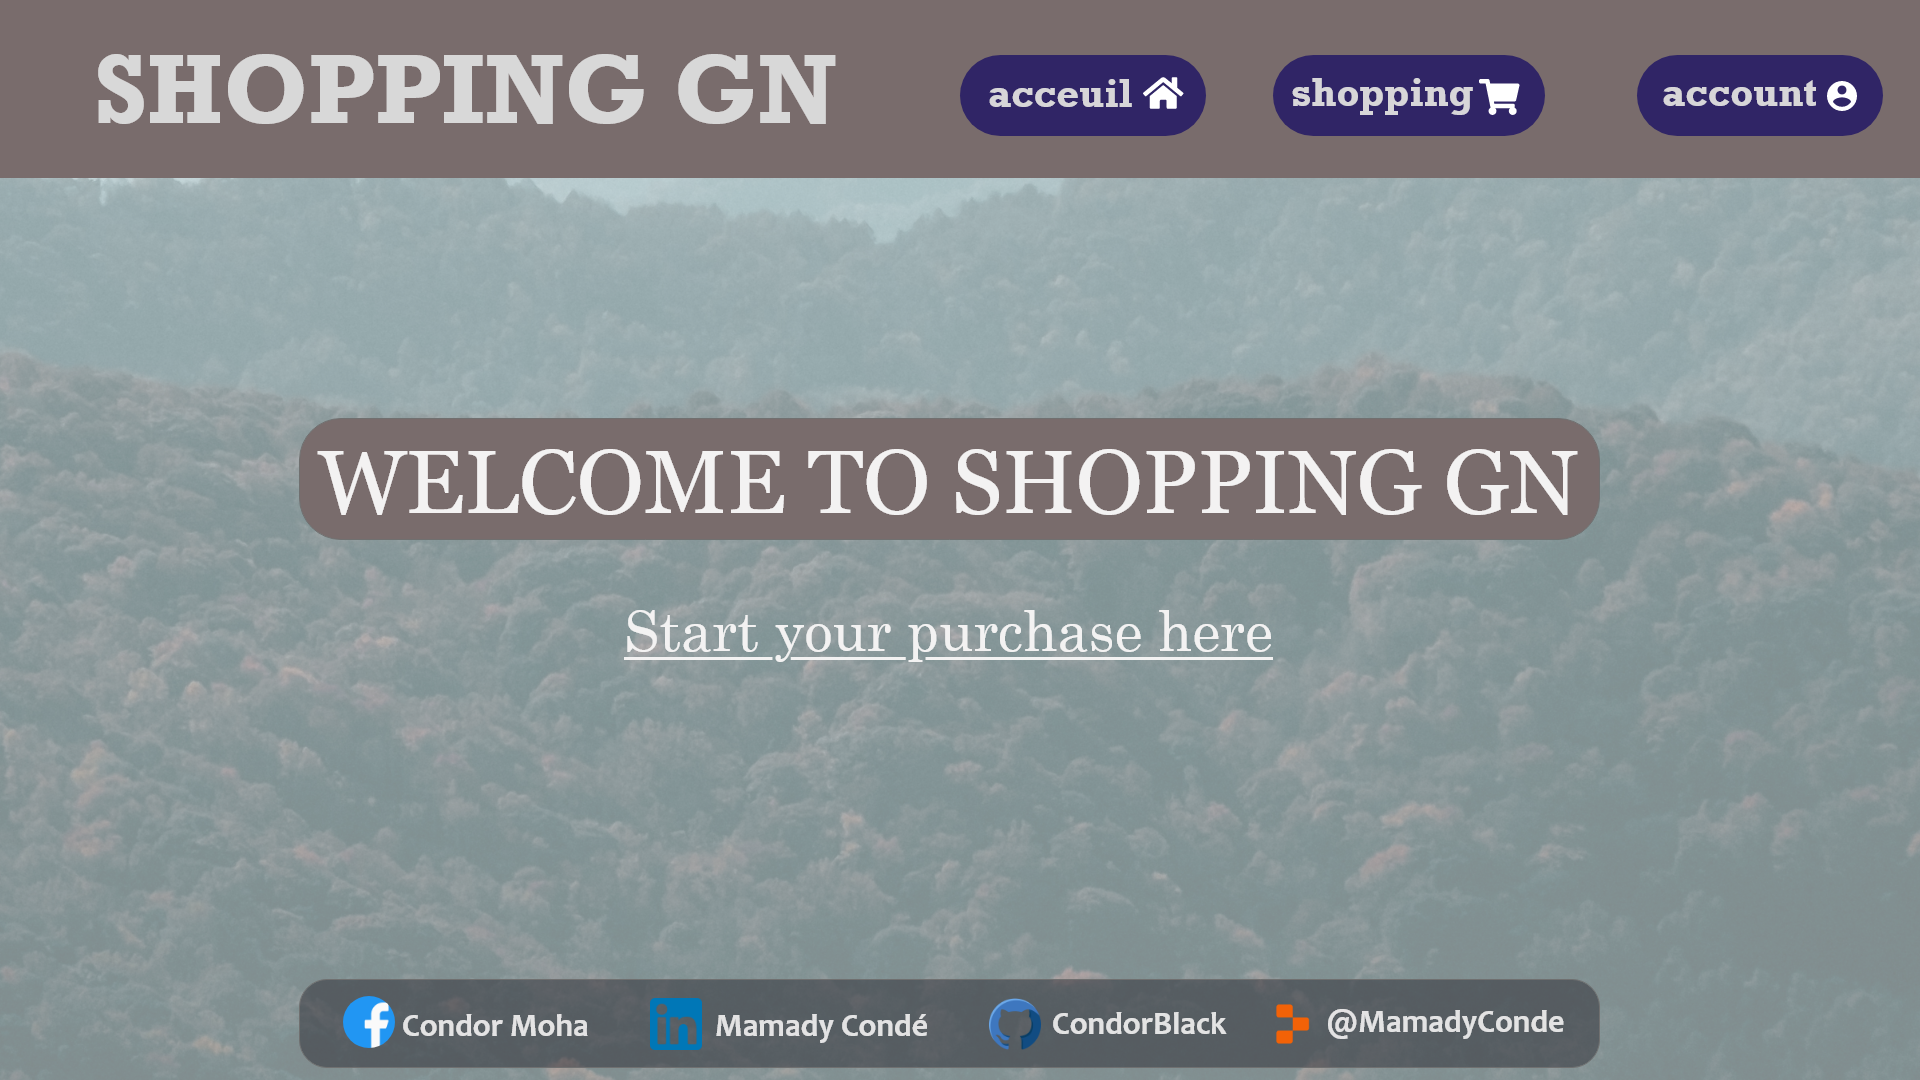 SHOPPING GN
acceuil
shopping
account
WELCOME TO SHOPPING GN
Start your purchase here
Condor Moha
Mamady Condé
CondorBlack
@MamadyConde